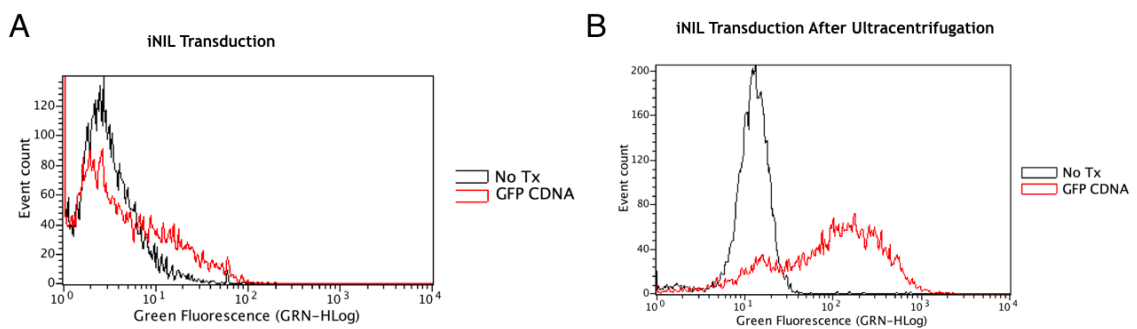 A
iNIL Transduction
Event count
120
100
80
60
40
20
0
10^0
10^1
10^2
10^3
10^4
Green Fluorescence (GRN-HLog)
No Tx
GFP CDNA
B
iNIL Transduction After Ultracentrifugation
Event count
200
160
120
80
40
0
10^0
10^1
10^2
10^3
10^4
Green Fluorescence (GRN-HLog)
No Tx
GFP CDNA